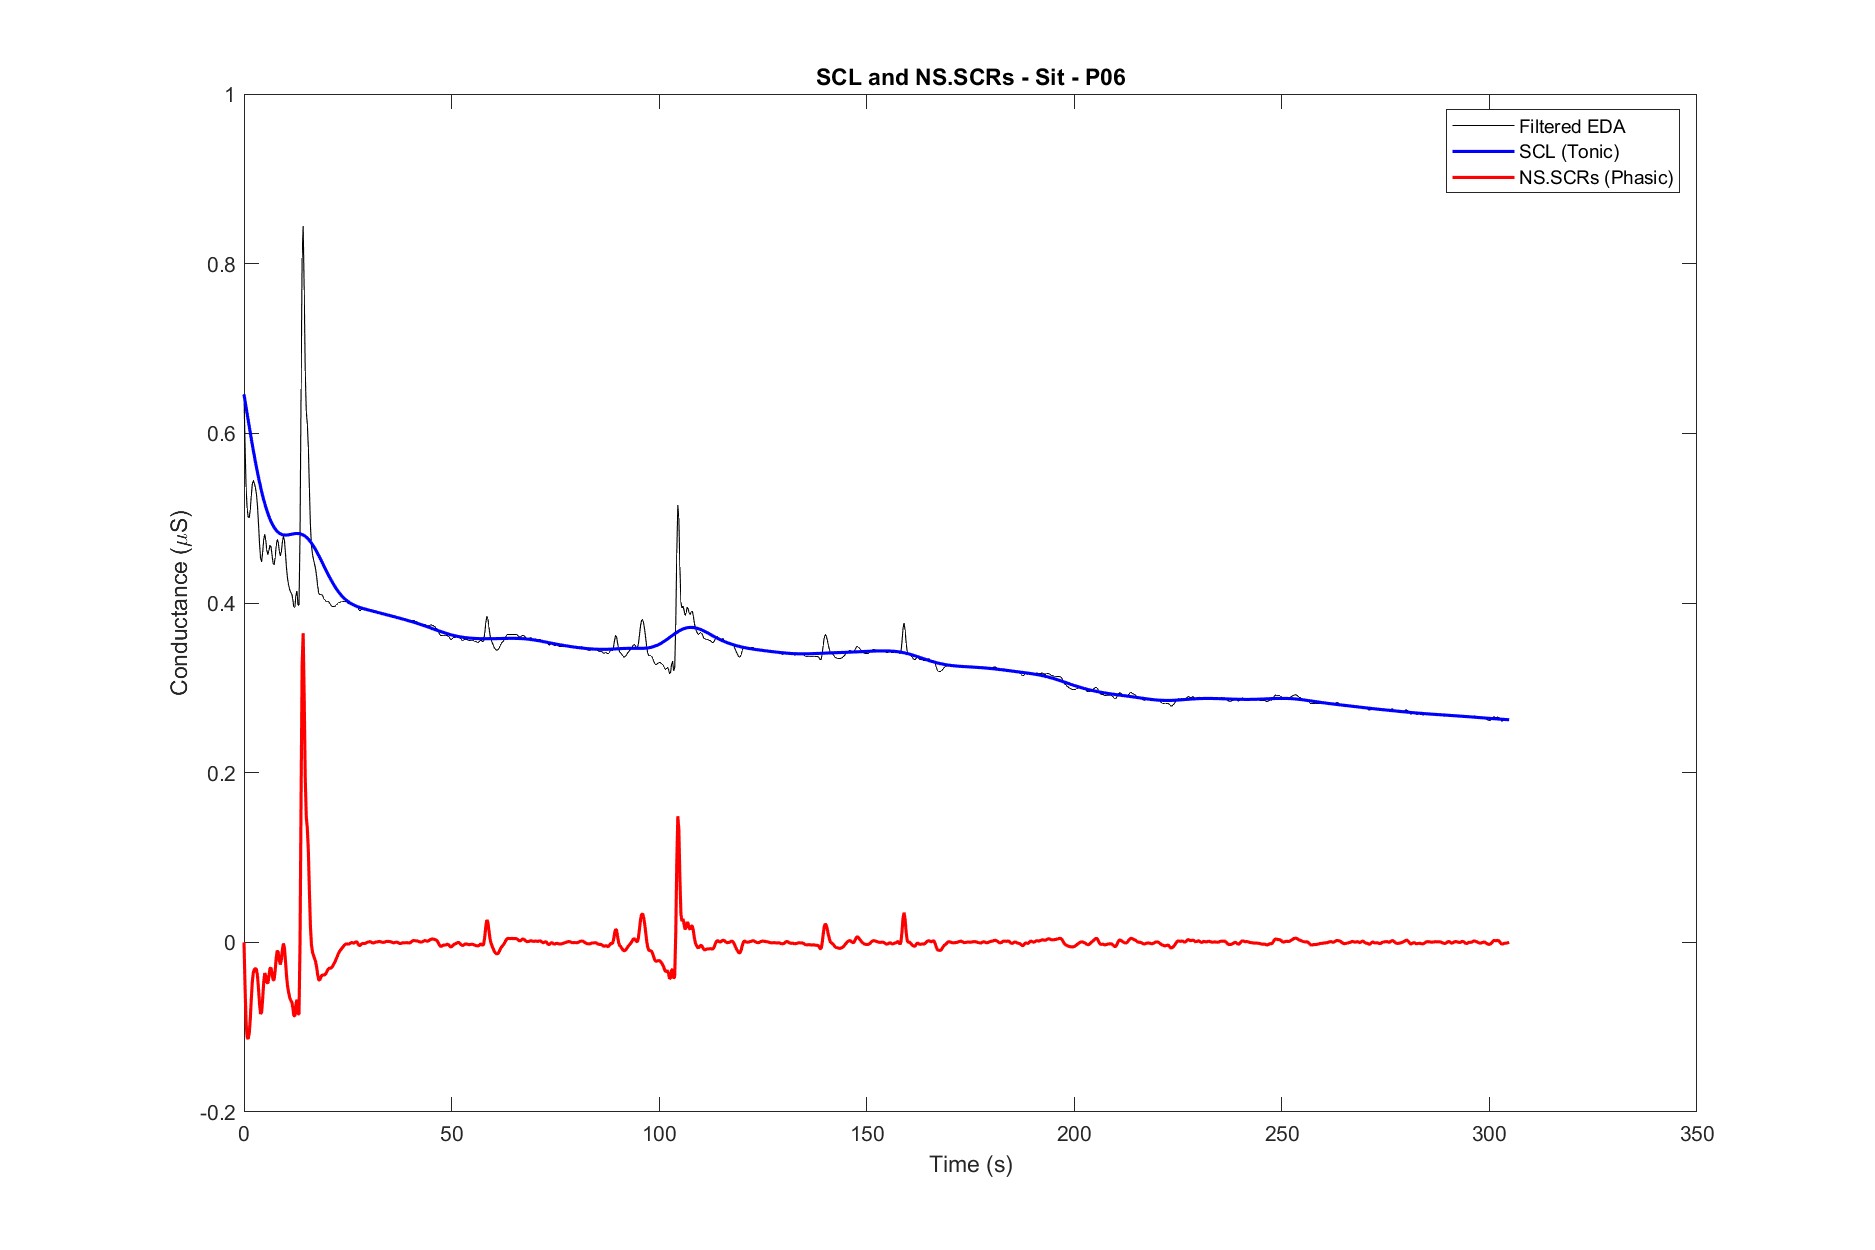 SCL and NS.SCRs - Sit - P06
1
0.8
0.6
0.4
0.2
0
-0.2
Conductance (μS)
0 50 100 150 200 250 300 350
Time (s)
Filtered EDA
SCL (Tonic)
NS.SCRs (Phasic)